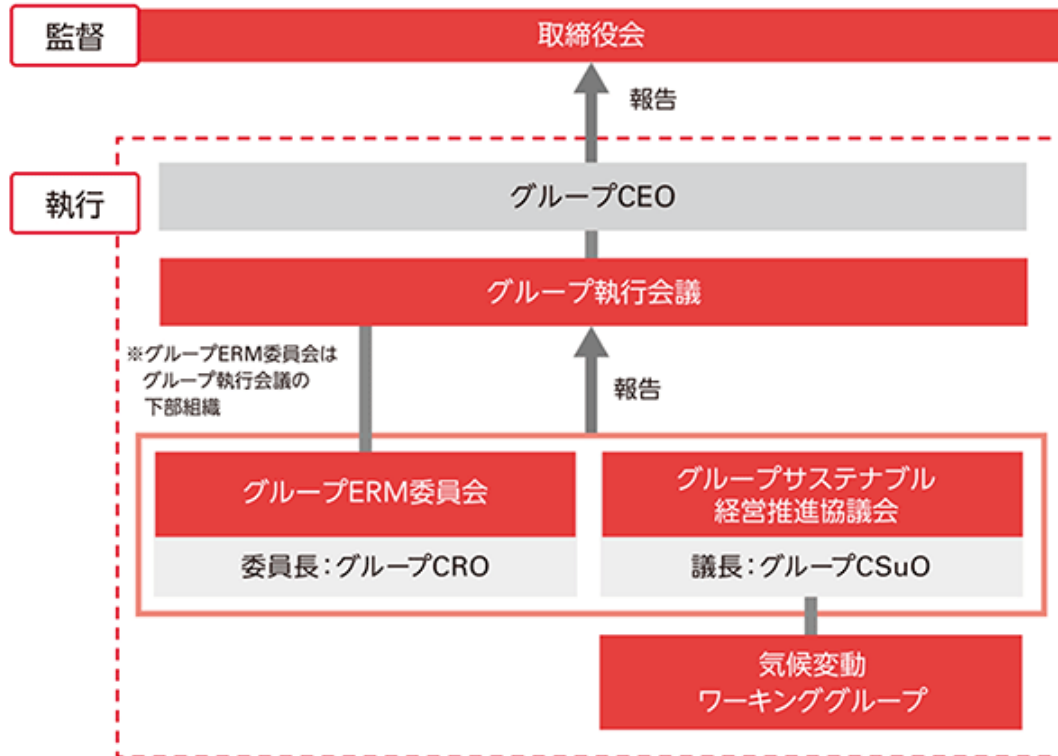 監督
取締役会
報告
執行
グループCEO
グループ執行会議
※グループERM委員会は
グループ執行会議の
下部組織
報告
グループERM委員会
委員長：グループCRO
グループサステナブル
経営推進協議会
議長：グループCSuO
気候変動
ワーキンググループ